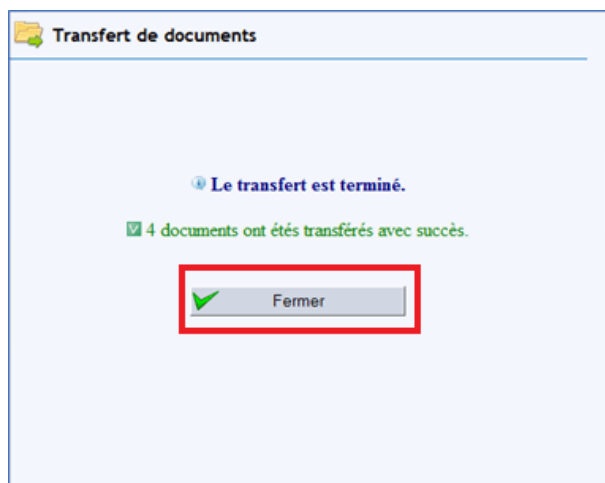 Transfert de documents
Le transfert est terminé.
4 documents ont étés transférés avec succès.
Fermer